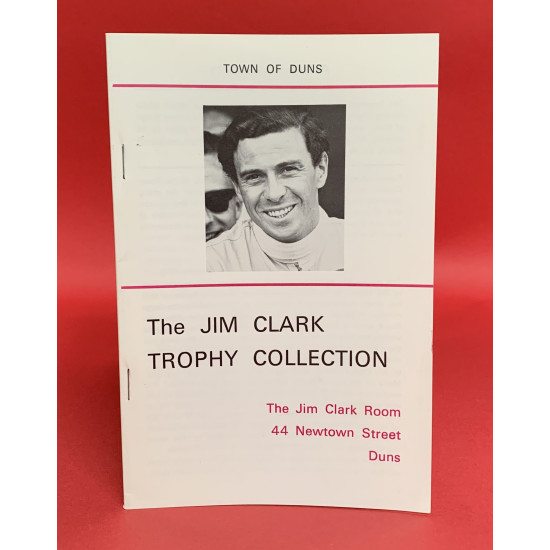 TOWN OF DUNS
The JIM CLARK
TROPHY COLLECTION
The Jim Clark Room
44 Newtown Street
Duns